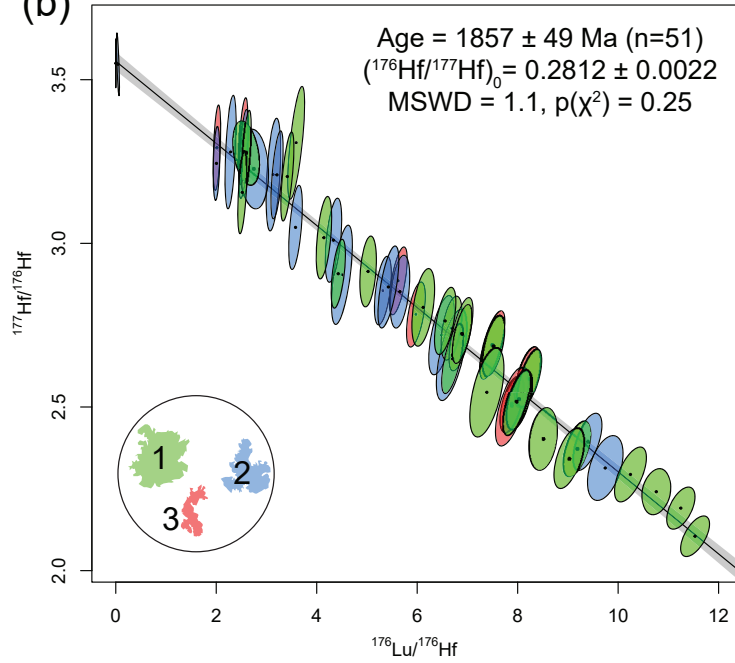 (b)
Age = 1857 ± 49 Ma (n=51)
(¹⁷⁶Hf/¹⁷⁷Hf)₀= 0.2812 ± 0.0022
MSWD = 1.1, p(χ²) = 0.25
3.5
3.0
2.5
2.0
¹⁷⁷Hf/¹⁷⁶Hf
1
2
3
0 2 4 6 8 10 12
¹⁷⁶Lu/¹⁷⁶Hf